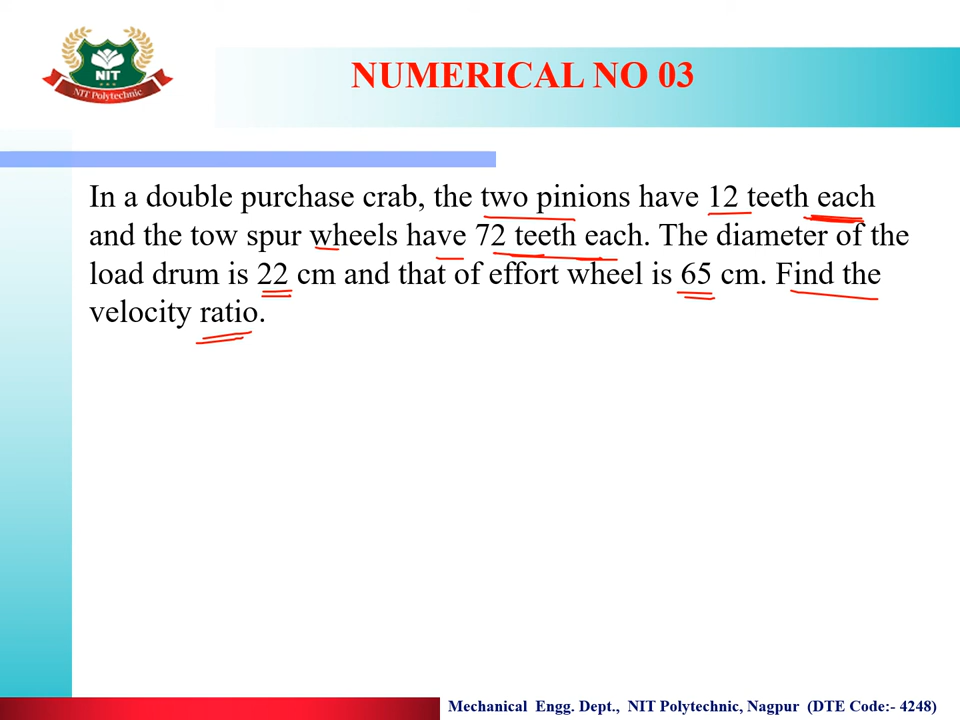 NIT
NIT Polytechnic
NUMERICAL NO 03
In a double purchase crab, the two pinions have 12 teeth each
and the tow spur wheels have 72 teeth each. The diameter of the
load drum is 22 cm and that of effort wheel is 65 cm. Find the
velocity ratio.
Mechanical Engg. Dept., NIT Polytechnic, Nagpur (DTE Code:- 4248)